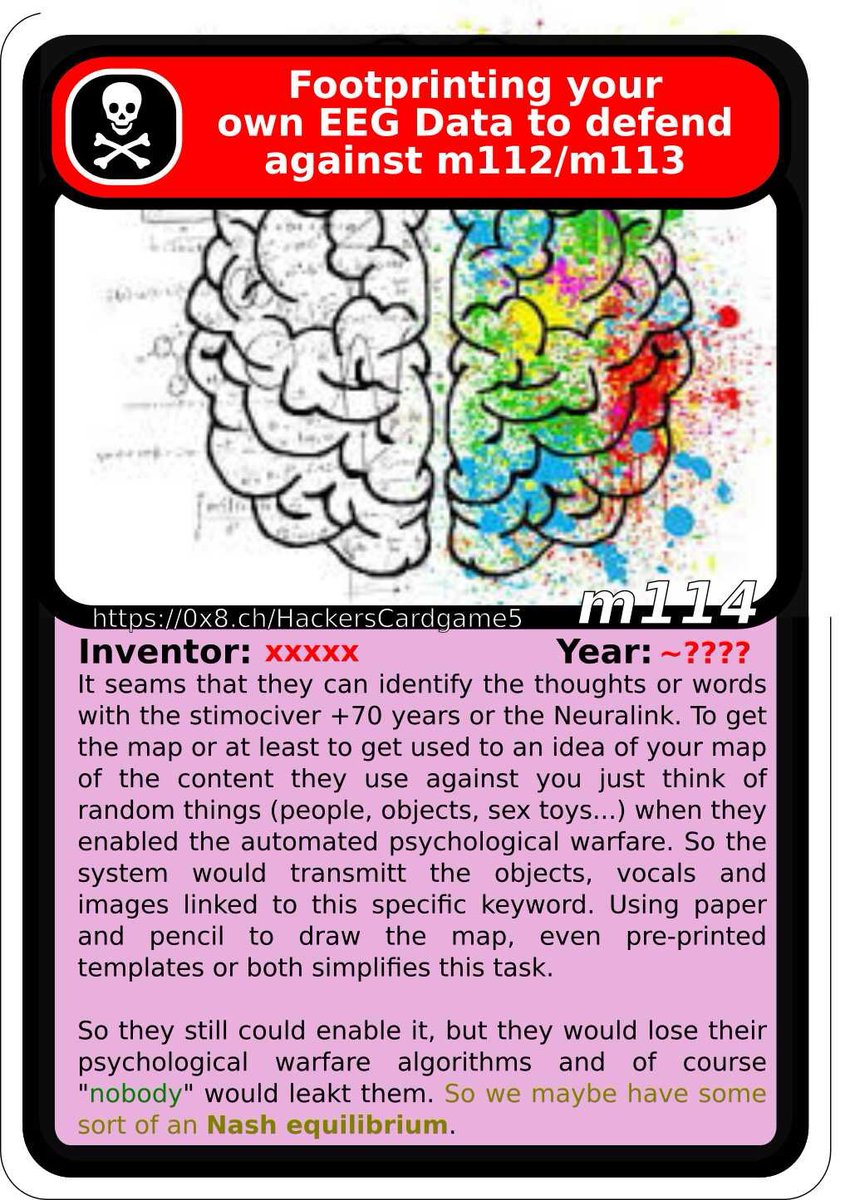 Footprinting your
own EEG Data to defend
against m112/m113
m114
https://0x8.ch/HackersCardgame5
Inventor: xxxxx Year: ~????
It seams that they can identify the thoughts or words
with the stimociver +70 years or the Neuralink. To get
the map or at least to get used to an idea of your map
of the content they use against you just think of
random things (people, objects, sex toys...) when they
enabled the automated psychological warfare. So the
system would transmitt the objects, vocals and
images linked to this specific keyword. Using paper
and pencil to draw the map, even pre-printed
templates or both simplifies this task.
So they still could enable it, but they would lose their
psychological warfare algorithms and of course
"nobody" would leakt them. So we maybe have some
sort of an Nash equilibrium.